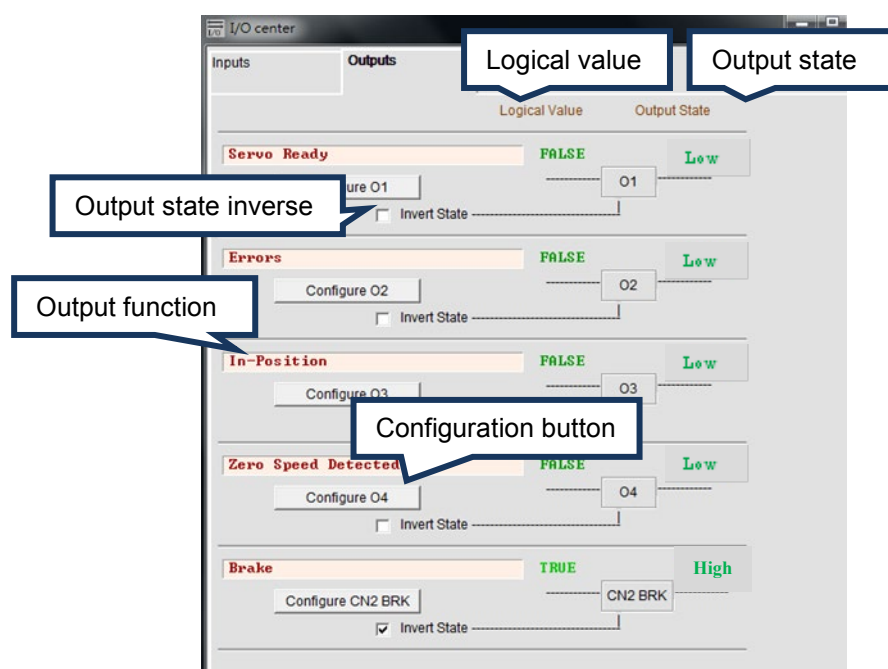 I/O center
Inputs
Outputs
Logical value
Output state
Logical Value
Output State
Servo Ready
FALSE
Low
ure O1
O1
Output state inverse
Invert State
Errors
FALSE
Low
Configure O2
O2
Output function
Invert State
In-Position
FALSE
Low
Configure O3
O3
Configuration button
Zero Speed Detected
FALSE
Low
Configure O4
O4
Invert State
Brake
TRUE
High
Configure CN2 BRK
CN2 BRK
Invert State